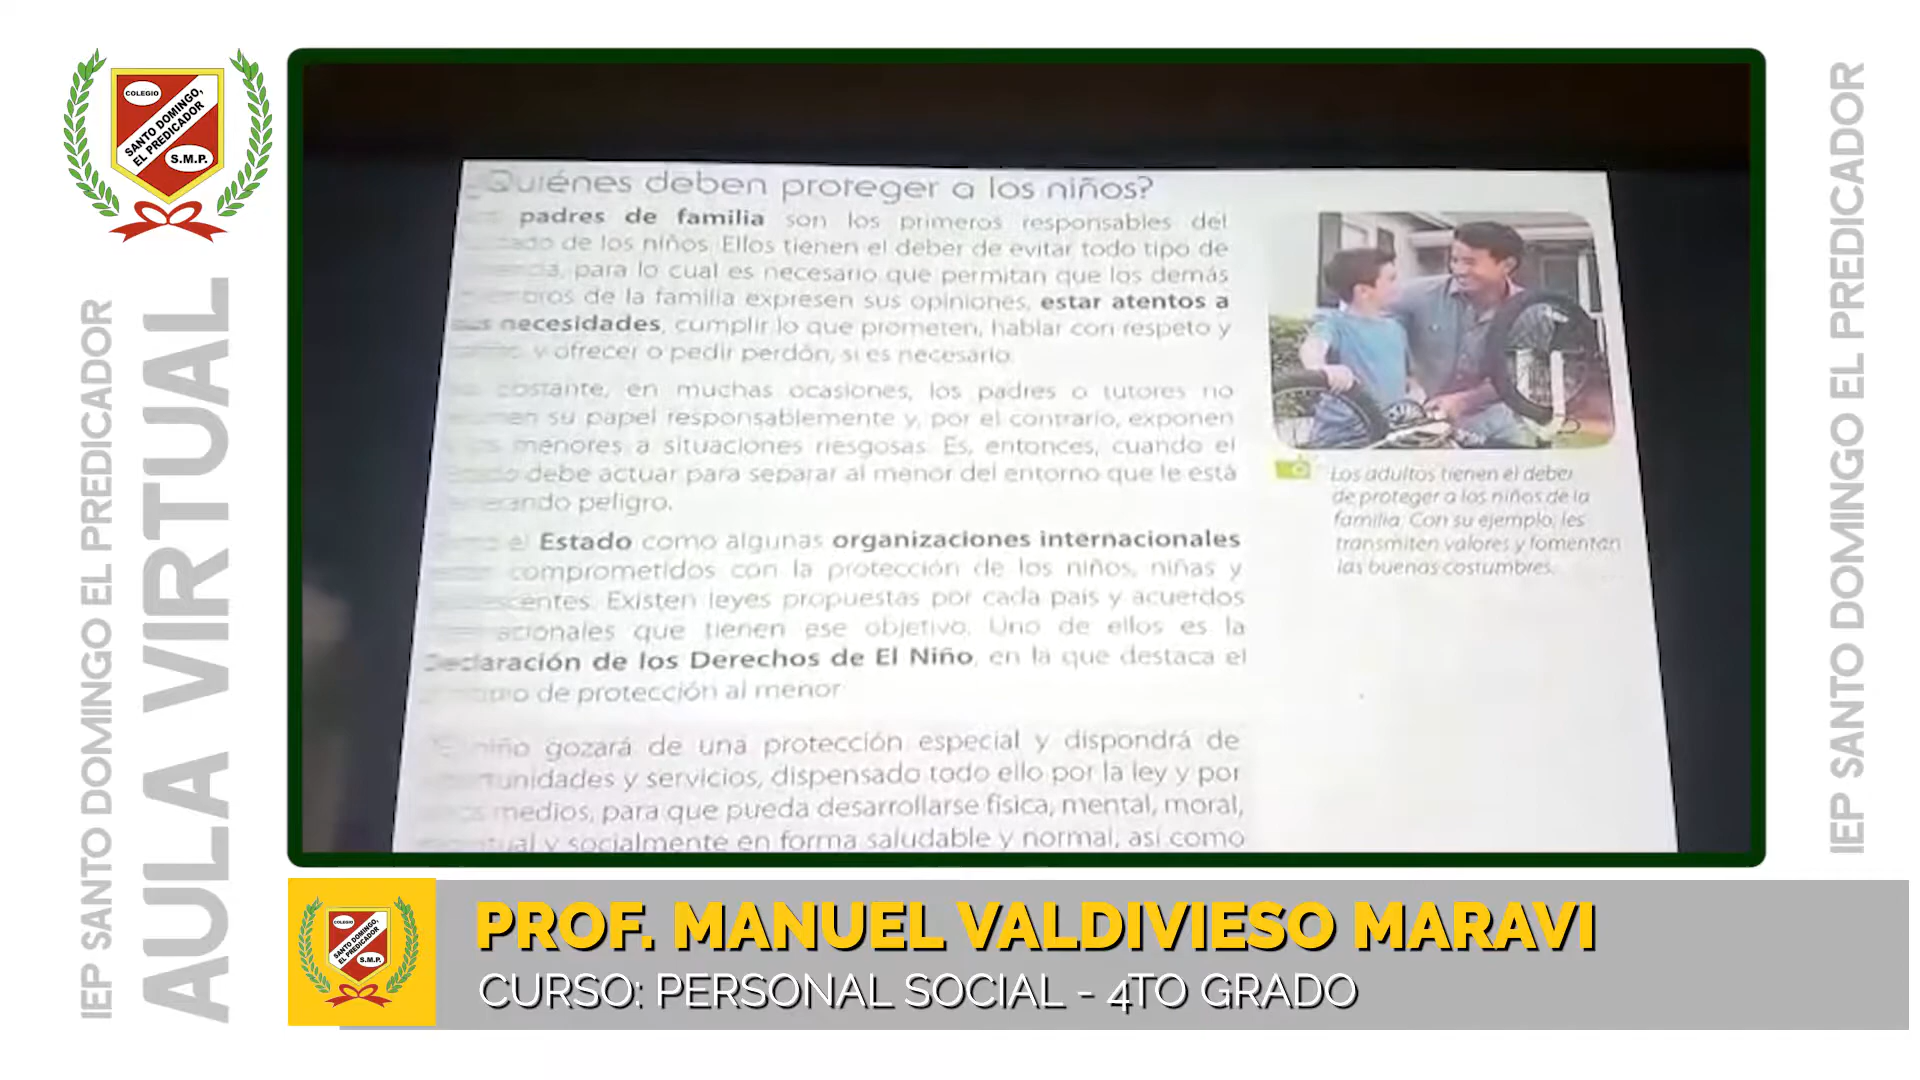 COLEGIO
SANTO DOMINGO,
EL PREDICADOR
S.M.P.
IEP SANTO DOMINGO EL PREDICADOR
AULA VIRTUAL
Quiénes deben proteger a los niños?
padres de familia son los primeros responsables del
de los niños. Ellos tienen el deber de evitar todo tipo de
para lo cual es necesario que permitan que los demás
de la familia expresen sus opiniones, estar atentos a
sus necesidades, cumplir lo que prometen, hablar con respeto y
y ofrecer o pedir perdón, si es necesario.
costante, en muchas ocasiones, los padres o tutores no
su papel responsablemente y, por el contrario, exponen
menores a situaciones riesgosas. Es, entonces, cuando el
debe actuar para separar al menor del entorno que le está
peligro.
el Estado como algunas organizaciones internacionales
comprometidos con la protección de los niños, niñas y
Existen leyes propuestas por cada país y acuerdos
que tienen ese objetivo. Uno de ellos es la
Declaración de los Derechos de El Niño, en la que destaca el
de protección al menor
niño gozará de una protección especial y dispondrá de
y servicios, dispensado todo ello por la ley y por
medios, para que pueda desarrollarse física, mental, moral,
y socialmente en forma saludable y normal, así como
Los adultos tienen el deber
de proteger a los niños de la
familia. Con su ejemplo, les
transmiten valores y fomentan
las buenas costumbres.
IEP SANTO DOMINGO EL PREDICADOR
COLEGIO
SANTO DOMINGO,
EL PREDICADOR
S.M.P.
PROF. MANUEL VALDIVIESO MARAVI
CURSO: PERSONAL SOCIAL - 4TO GRADO